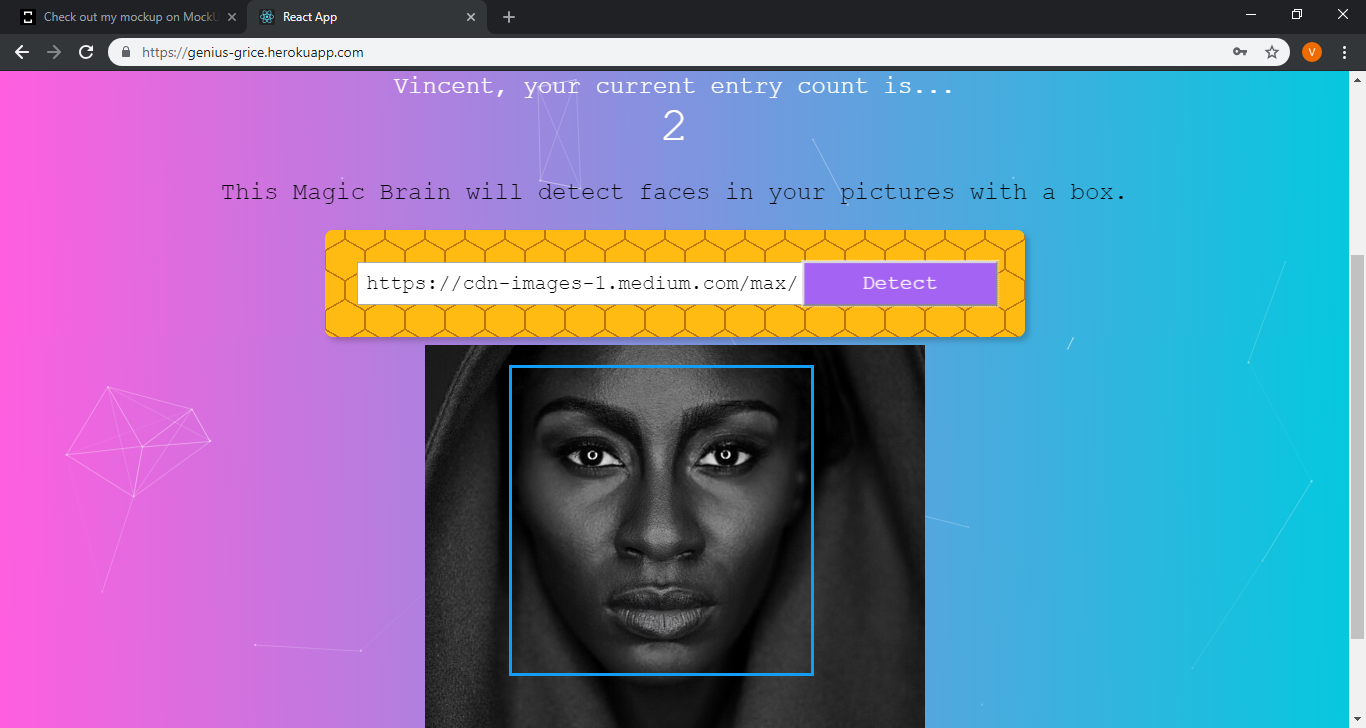 Check out my mockup on Mock
React App
https://genius-grice.herokuapp.com
V
Vincent, your current entry count is...
2
This Magic Brain will detect faces in your pictures with a box.
https://cdn-images-1.medium.com/max/
Detect